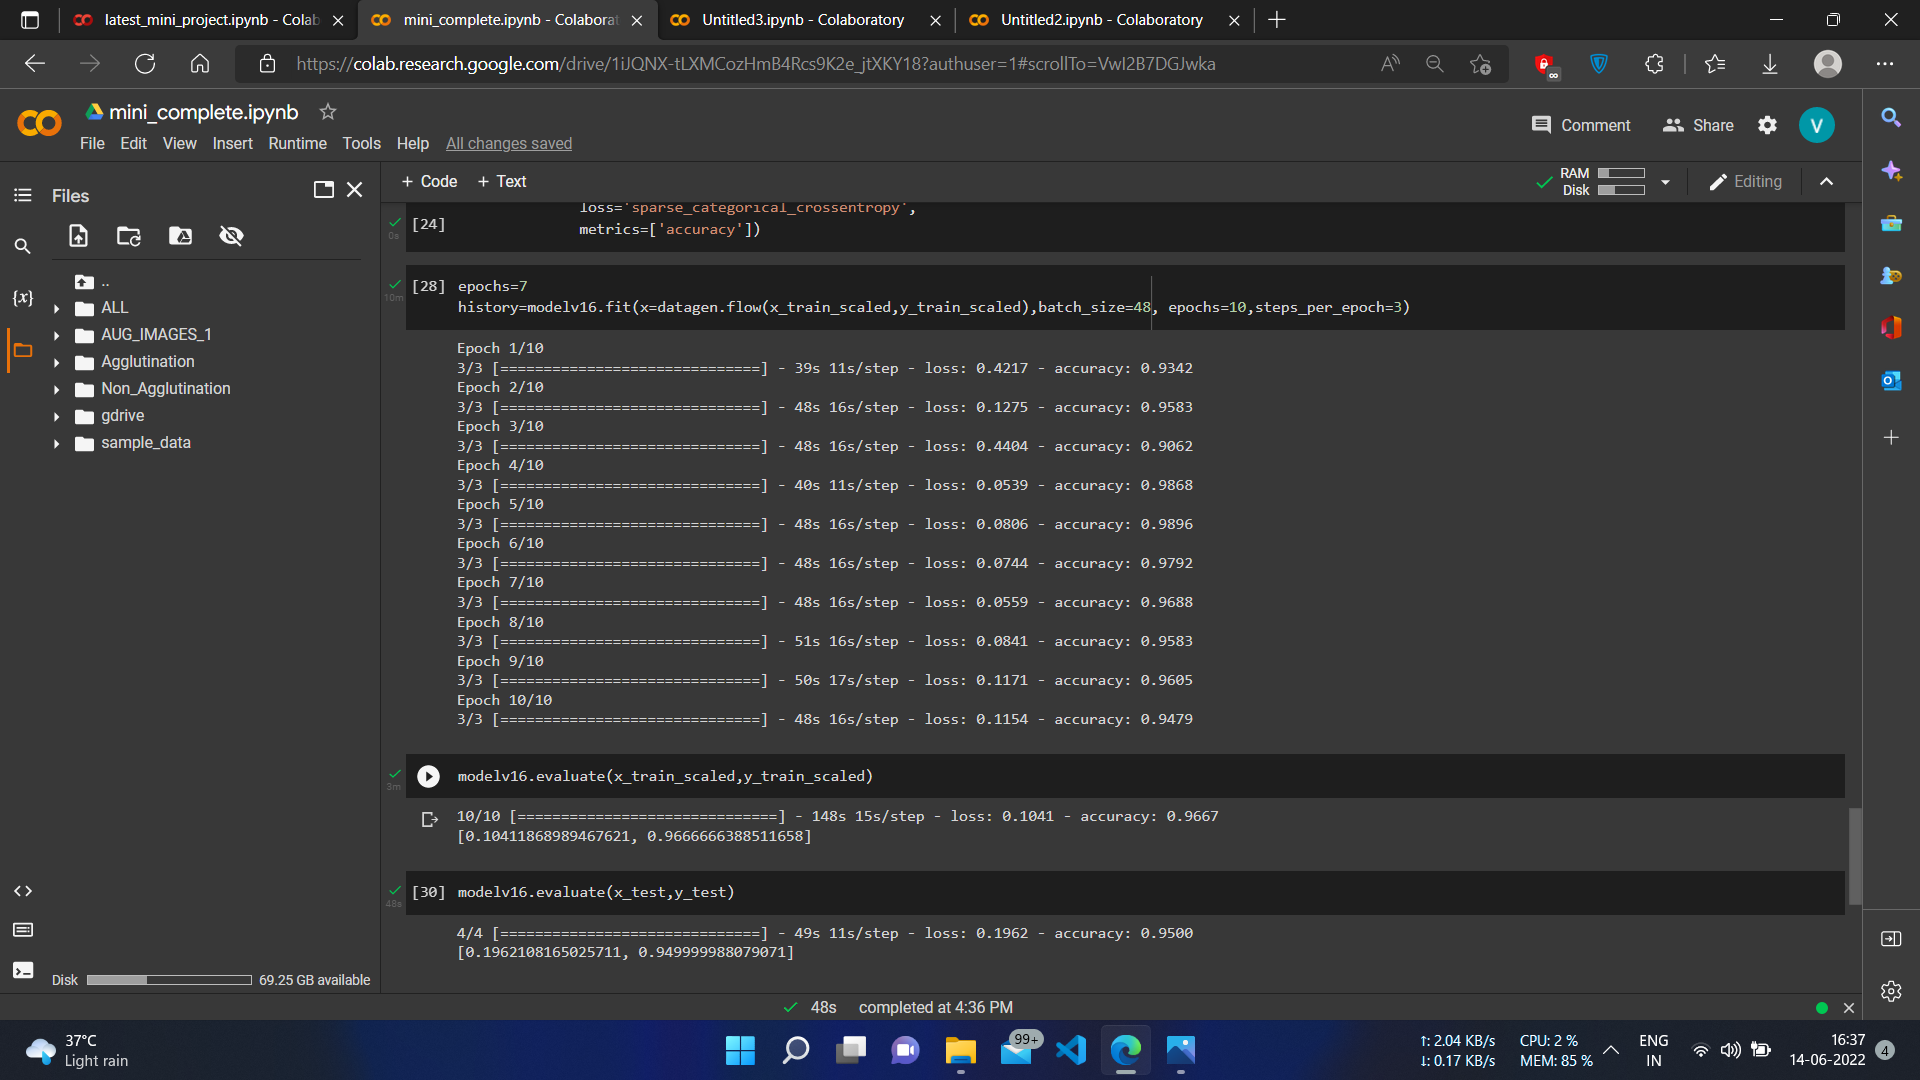 latest_mini_project.ipynb - Colab
mini_complete.ipynb - Colaborat
Untitled3.ipynb - Colaboratory
Untitled2.ipynb - Colaboratory
https://colab.research.google.com/drive/1iJQNX-tLXMCozHmB4Rcs9K2e_jtXKY18?authuser=1#scrollTo=Vwl2B7DGJwka
mini_complete.ipynb
File Edit View Insert Runtime Tools Help All changes saved
Comment Share V
Files
+ Code + Text
RAM
Disk
Editing
..
ALL
AUG_IMAGES_1
Agglutination
Non_Agglutination
gdrive
sample_data
Disk 69.25 GB available
loss='sparse_categorical_crossentropy',
[24] metrics=['accuracy'])
0s
[28] epochs=7
10m
history=modelv16.fit(x=datagen.flow(x_train_scaled,y_train_scaled),batch_size=48, epochs=10,steps_per_epoch=3)
Epoch 1/10
3/3 [==============================] - 39s 11s/step - loss: 0.4217 - accuracy: 0.9342
Epoch 2/10
3/3 [==============================] - 48s 16s/step - loss: 0.1275 - accuracy: 0.9583
Epoch 3/10
3/3 [==============================] - 48s 16s/step - loss: 0.4404 - accuracy: 0.9062
Epoch 4/10
3/3 [==============================] - 40s 11s/step - loss: 0.0539 - accuracy: 0.9868
Epoch 5/10
3/3 [==============================] - 48s 16s/step - loss: 0.0806 - accuracy: 0.9896
Epoch 6/10
3/3 [==============================] - 48s 16s/step - loss: 0.0744 - accuracy: 0.9792
Epoch 7/10
3/3 [==============================] - 48s 16s/step - loss: 0.0559 - accuracy: 0.9688
Epoch 8/10
3/3 [==============================] - 51s 16s/step - loss: 0.0841 - accuracy: 0.9583
Epoch 9/10
3/3 [==============================] - 50s 17s/step - loss: 0.1171 - accuracy: 0.9605
Epoch 10/10
3/3 [==============================] - 48s 16s/step - loss: 0.1154 - accuracy: 0.9479
modelv16.evaluate(x_train_scaled,y_train_scaled)
3m
10/10 [==============================] - 148s 15s/step - loss: 0.1041 - accuracy: 0.9667
[0.10411868989467621, 0.9666666388511658]
[30] modelv16.evaluate(x_test,y_test)
48s
4/4 [==============================] - 49s 11s/step - loss: 0.1962 - accuracy: 0.9500
[0.1962108165025711, 0.949999988079071]
48s completed at 4:36 PM
37°C
Light rain
99+
↑: 2.04 KB/s
↓: 0.17 KB/s
CPU: 2 %
MEM: 85 %
ENG
IN
16:37
14-06-2022
4